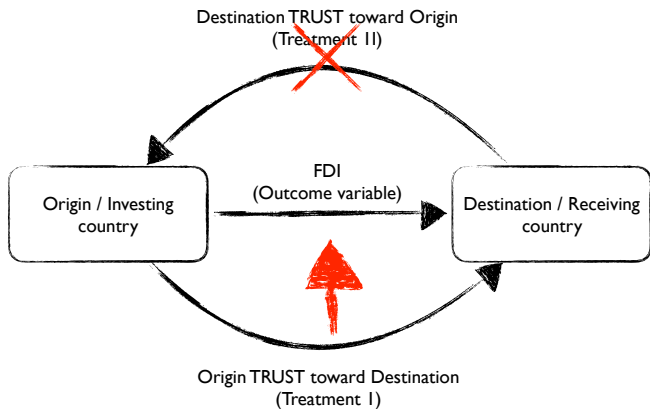 Destination TRUST toward Origin
(Treatment II)
FDI
(Outcome variable)
Origin / Investing
country
Destination / Receiving
country
Origin TRUST toward Destination
(Treatment I)